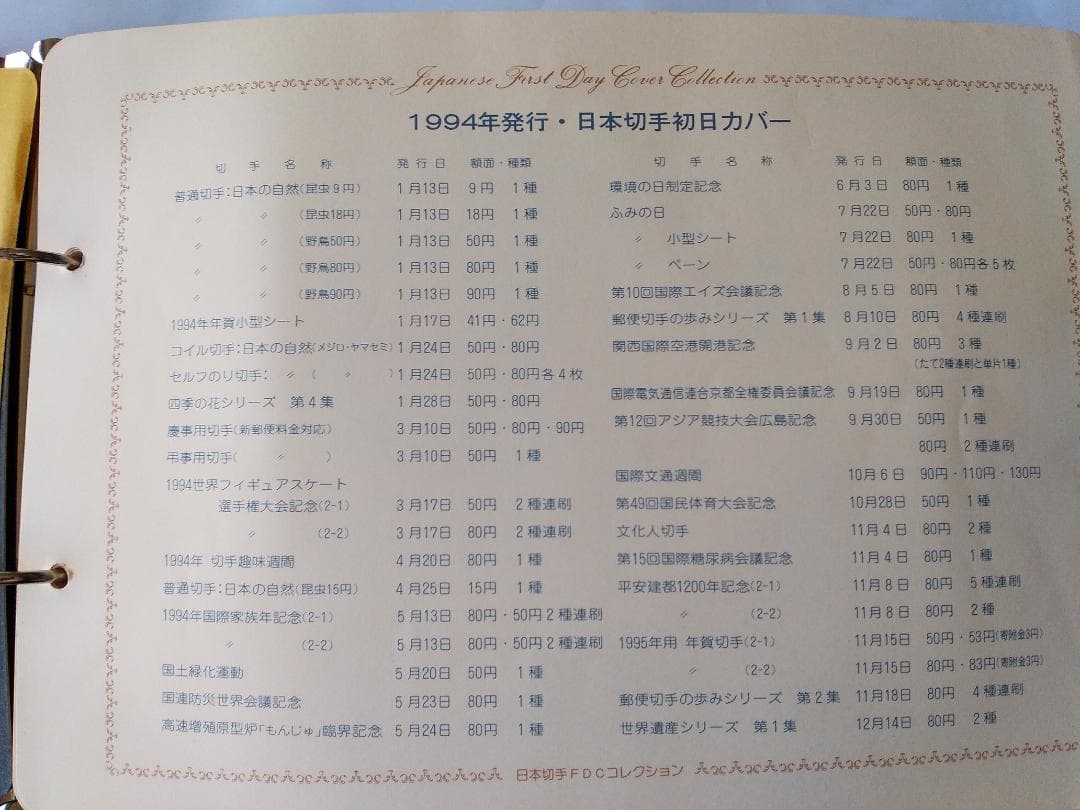 Japanese First Day Cover Collection
1994年発行・日本切手初日カバー
切手名称 発行日 額面・種類
普通切手:日本の自然(昆虫9円) 1月13日 9円 1種
〃 〃 (昆虫18円) 1月13日 18円 1種
〃 〃 (野鳥50円) 1月13日 50円 1種
〃 〃 (野鳥80円) 1月13日 80円 1種
〃 〃 (野鳥90円) 1月13日 90円 1種
1994年年賀小型シート 1月17日 41円・62円
コイル切手:日本の自然(メジロ・ヤマセミ) 1月24日 50円・80円
セルフのり切手: 〃 ( 〃 ) 1月24日 50円・80円各4枚
四季の花シリーズ 第4集 1月28日 50円・80円
慶事用切手(新郵便料金対応) 3月10日 50円・80円・90円
弔事用切手( 〃 ) 3月10日 50円 1種
1994世界フィギュアスケート
選手権大会記念(2-1) 3月17日 50円 2種連刷
〃 (2-2) 3月17日 80円 2種連刷
1994年 切手趣味週間 4月20日 80円 1種
普通切手:日本の自然(昆虫15円) 4月25日 15円 1種
1994年国際家族年記念(2-1) 5月13日 80円・50円2種連刷
〃 (2-2) 5月13日 80円・50円2種連刷
国土緑化運動 5月20日 50円 1種
国連防災世界会議記念 5月23日 80円 1種
高速増殖原型炉「もんじゅ」臨界記念 5月24日 80円 1種
切手名称 発行日 額面・種類
環境の日制定記念 6月3日 80円 1種
ふみの日 7月22日 50円・80円
〃 小型シート 7月22日 80円 1種
〃 ペーン 7月22日 50円・80円各5枚
第10回国際エイズ会議記念 8月5日 80円 1種
郵便切手の歩みシリーズ 第1集 8月10日 80円 4種連刷
関西国際空港開港記念 9月2日 80円 3種
(たて2種連刷と単片1種)
国際電気通信連合京都全権委員会議記念 9月19日 80円 1種
第12回アジア競技大会広島記念 9月30日 50円 1種
80円 2種連刷
国際文通週間 10月6日 90円・110円・130円
第49回国民体育大会記念 10月28日 50円 1種
文化人切手 11月4日 80円 2種
第15回国際糖尿病会議記念 11月4日 80円 1種
平安建都1200年記念(2-1) 11月8日 80円 5種連刷
〃 (2-2) 11月8日 80円 2種
1995年用 年賀切手(2-1) 11月15日 50円・53円(寄附金3円)
〃 (2-2) 11月15日 80円・83円(寄附金3円)
郵便切手の歩みシリーズ 第2集 11月18日 80円 4種連刷
世界遺産シリーズ 第1集 12月14日 80円 2種
日本切手FDCコレクション